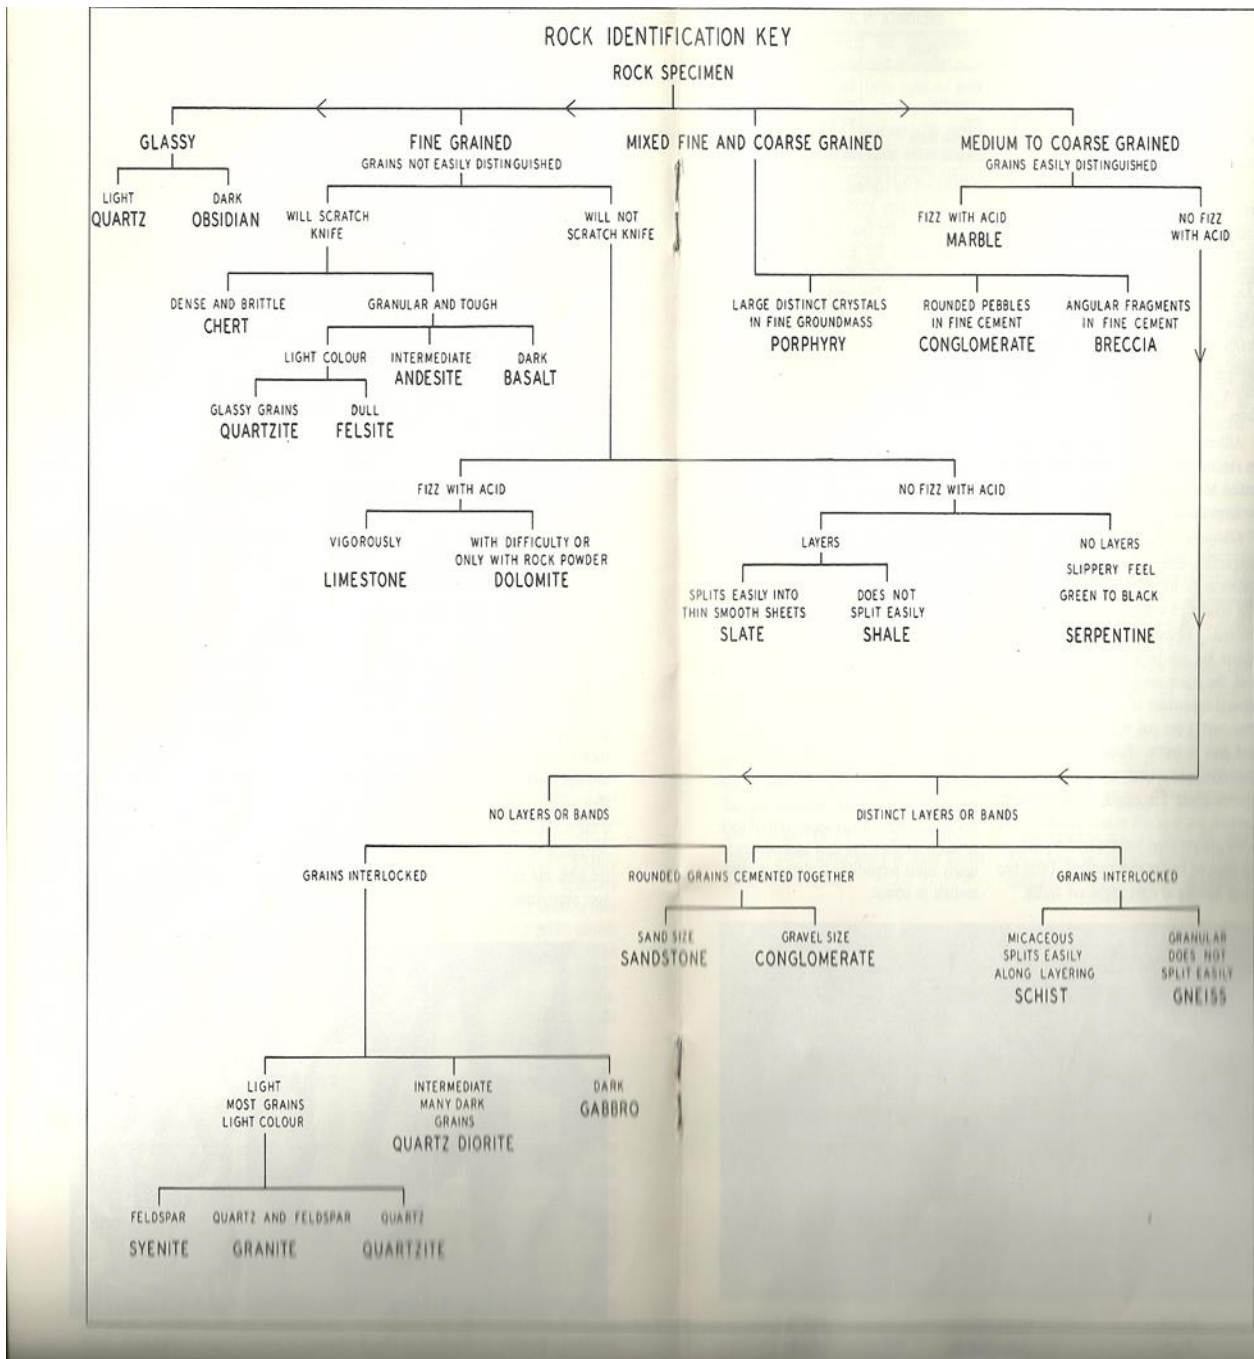 ROCK IDENTIFICATION KEY
ROCK SPECIMEN
GLASSY
FINE GRAINED
GRAINS NOT EASILY DISTINGUISHED
MIXED FINE AND COARSE GRAINED
MEDIUM TO COARSE GRAINED
GRAINS EASILY DISTINGUISHED
LIGHT
QUARTZ
DARK
OBSIDIAN
WILL SCRATCH
KNIFE
WILL NOT
SCRATCH KNIFE
FIZZ WITH ACID
MARBLE
NO FIZZ
WITH ACID
DENSE AND BRITTLE
CHERT
GRANULAR AND TOUGH
LARGE DISTINCT CRYSTALS
IN FINE GROUNDMASS
PORPHYRY
ROUNDED PEBBLES
IN FINE CEMENT
CONGLOMERATE
ANGULAR FRAGMENTS
IN FINE CEMENT
BRECCIA
LIGHT COLOUR
INTERMEDIATE
ANDESITE
DARK
BASALT
GLASSY GRAINS
QUARTZITE
DULL
FELSITE
FIZZ WITH ACID
NO FIZZ WITH ACID
VIGOROUSLY
LIMESTONE
WITH DIFFICULTY OR
ONLY WITH ROCK POWDER
DOLOMITE
LAYERS
NO LAYERS
SLIPPERY FEEL
GREEN TO BLACK
SERPENTINE
SPLITS EASILY INTO
THIN SMOOTH SHEETS
SLATE
DOES NOT
SPLIT EASILY
SHALE
NO LAYERS OR BANDS
DISTINCT LAYERS OR BANDS
GRAINS INTERLOCKED
ROUNDED GRAINS CEMENTED TOGETHER
GRAINS INTERLOCKED
SAND SIZE
SANDSTONE
GRAVEL SIZE
CONGLOMERATE
MICACEOUS
SPLITS EASILY
ALONG LAYERING
SCHIST
GRANULAR
DOES NOT
SPLIT EASILY
GNEISS
LIGHT
MOST GRAINS
LIGHT COLOUR
INTERMEDIATE
MANY DARK
GRAINS
QUARTZ DIORITE
DARK
GABBRO
FELDSPAR
SYENITE
QUARTZ AND FELDSPAR
GRANITE
QUARTZ
QUARTZITE